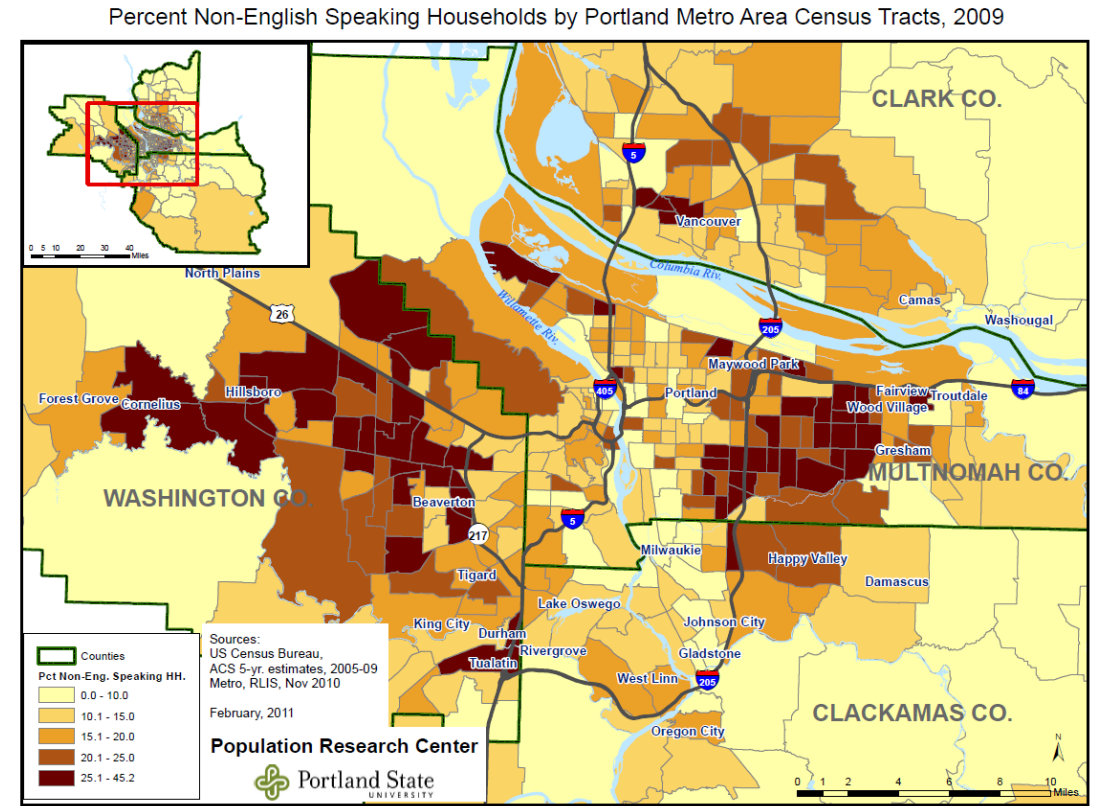 Percent Non-English Speaking Households by Portland Metro Area Census Tracts, 2009
0 5 10 20 30 40
Miles
CLARK CO.
5
Vancouver
Columbia Riv.
North Plains
26
Willamette Riv.
Camas
Washougal
205
Maywood Park
Forest Grove
Cornelius
Hillsboro
405
Portland
Fairview
Wood Village
Troutdale
84
Gresham
MULTNOMAH CO.
WASHINGTON CO.
Beaverton
5
217
Milwaukie
Happy Valley
Damascus
Tigard
Lake Oswego
King City
Durham
Johnson City
Rivergrove
Gladstone
Tualatin
West Linn
205
CLACKAMAS CO.
Oregon City
Counties
Pct Non-Eng. Speaking HH.
0.0 - 10.0
10.1 - 15.0
15.1 - 20.0
20.1 - 25.0
25.1 - 45.2
Sources:
US Census Bureau,
ACS 5-yr. estimates, 2005-09
Metro, RLIS, Nov 2010
February, 2011
Population Research Center
Portland State
UNIVERSITY
N
0 1 2 4 6 8 10
Miles